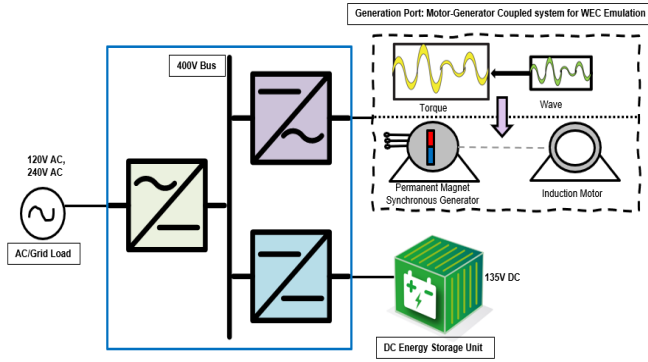 Generation Port: Motor-Generator Coupled system for WEC Emulation
400V Bus
Torque
Wave
120V AC,
240V AC
Permanent Magnet
Synchronous Generator
Induction Motor
AC/Grid Load
135V DC
DC Energy Storage Unit